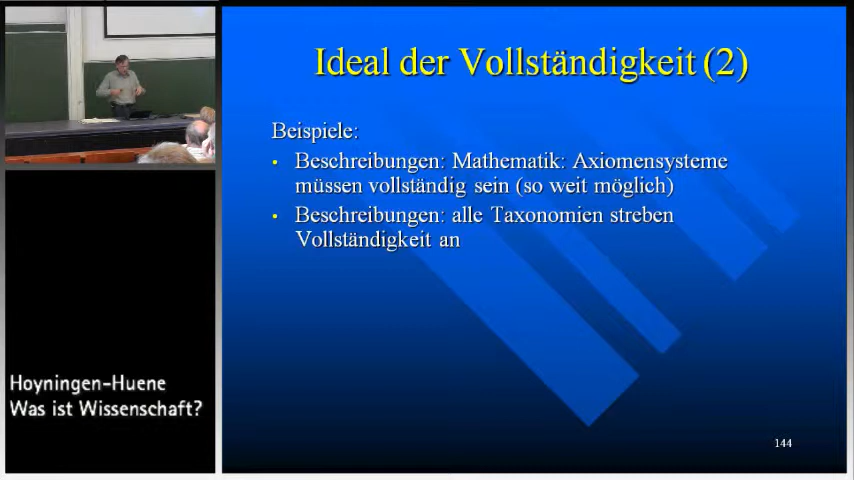 Ideal der Vollständigkeit (2)
Beispiele:
• Beschreibungen: Mathematik: Axiomensysteme
müssen vollständig sein (so weit möglich)
• Beschreibungen: alle Taxonomien streben
Vollständigkeit an
Hoyningen-Huene
Was ist Wissenschaft?
144